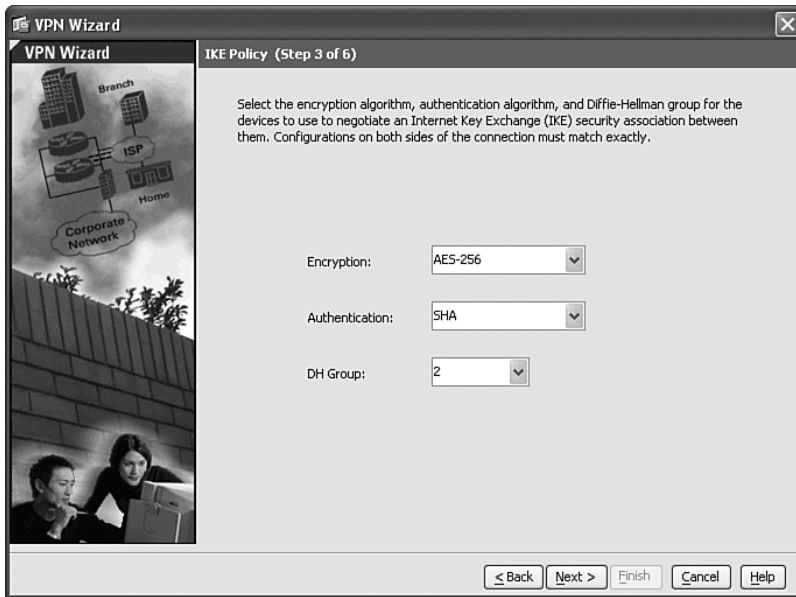 VPN Wizard
VPN Wizard
IKE Policy (Step 3 of 6)
Branch
ISP
Home
Corporate
Network
Select the encryption algorithm, authentication algorithm, and Diffie-Hellman group for the
devices to use to negotiate an Internet Key Exchange (IKE) security association between
them. Configurations on both sides of the connection must match exactly.
Encryption:
AES-256
Authentication:
SHA
DH Group:
2
< Back
Next >
Finish
Cancel
Help